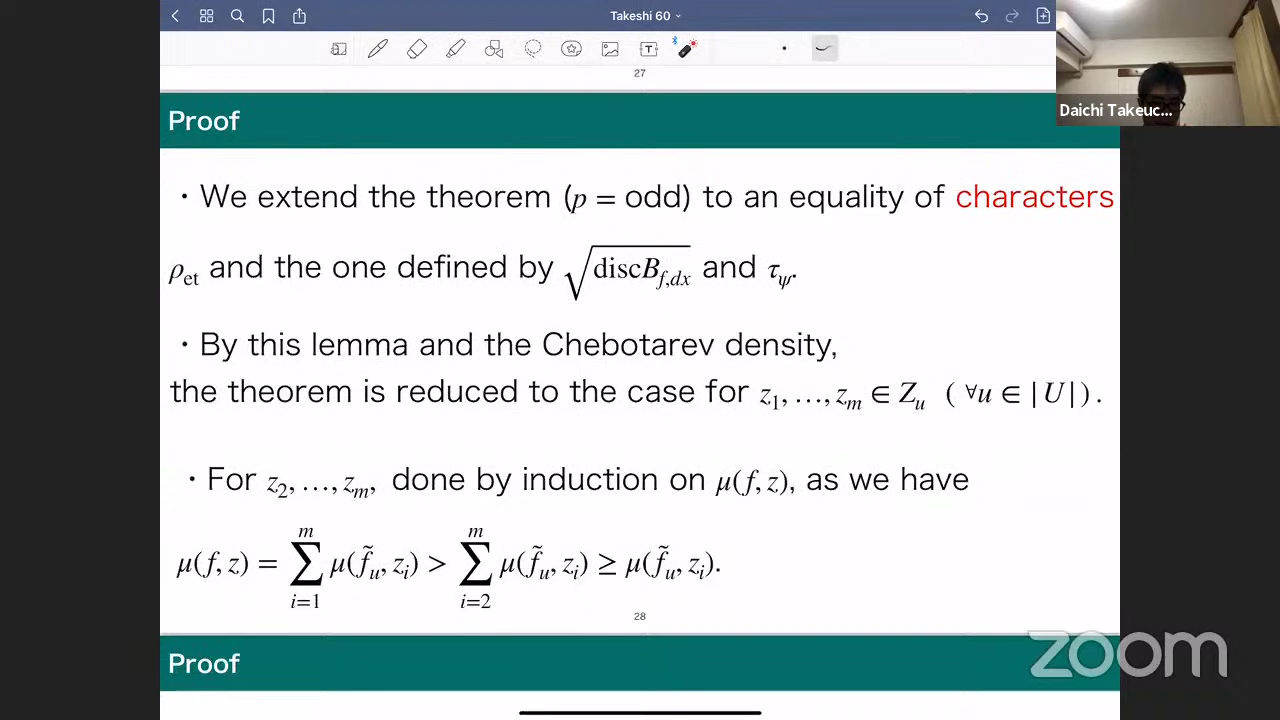 Takeshi 60
T
27
Proof
Daichi Takeuc...
・We extend the theorem (p = odd) to an equality of characters
ρ_et and the one defined by √discB_{f,dx} and τ_ψ.
・By this lemma and the Chebotarev density,
the theorem is reduced to the case for z_1, …, z_m ∈ Z_u ( ∀u ∈ |U| ) .
・For z_2, …, z_m, done by induction on μ(f, z), as we have
μ(f, z) = ∑_{i=1}^{m} μ(f̃_u, z_i) > ∑_{i=2}^{m} μ(f̃_u, z_i) ≥ μ(f̃_u, z_i).
28
zoom
Proof